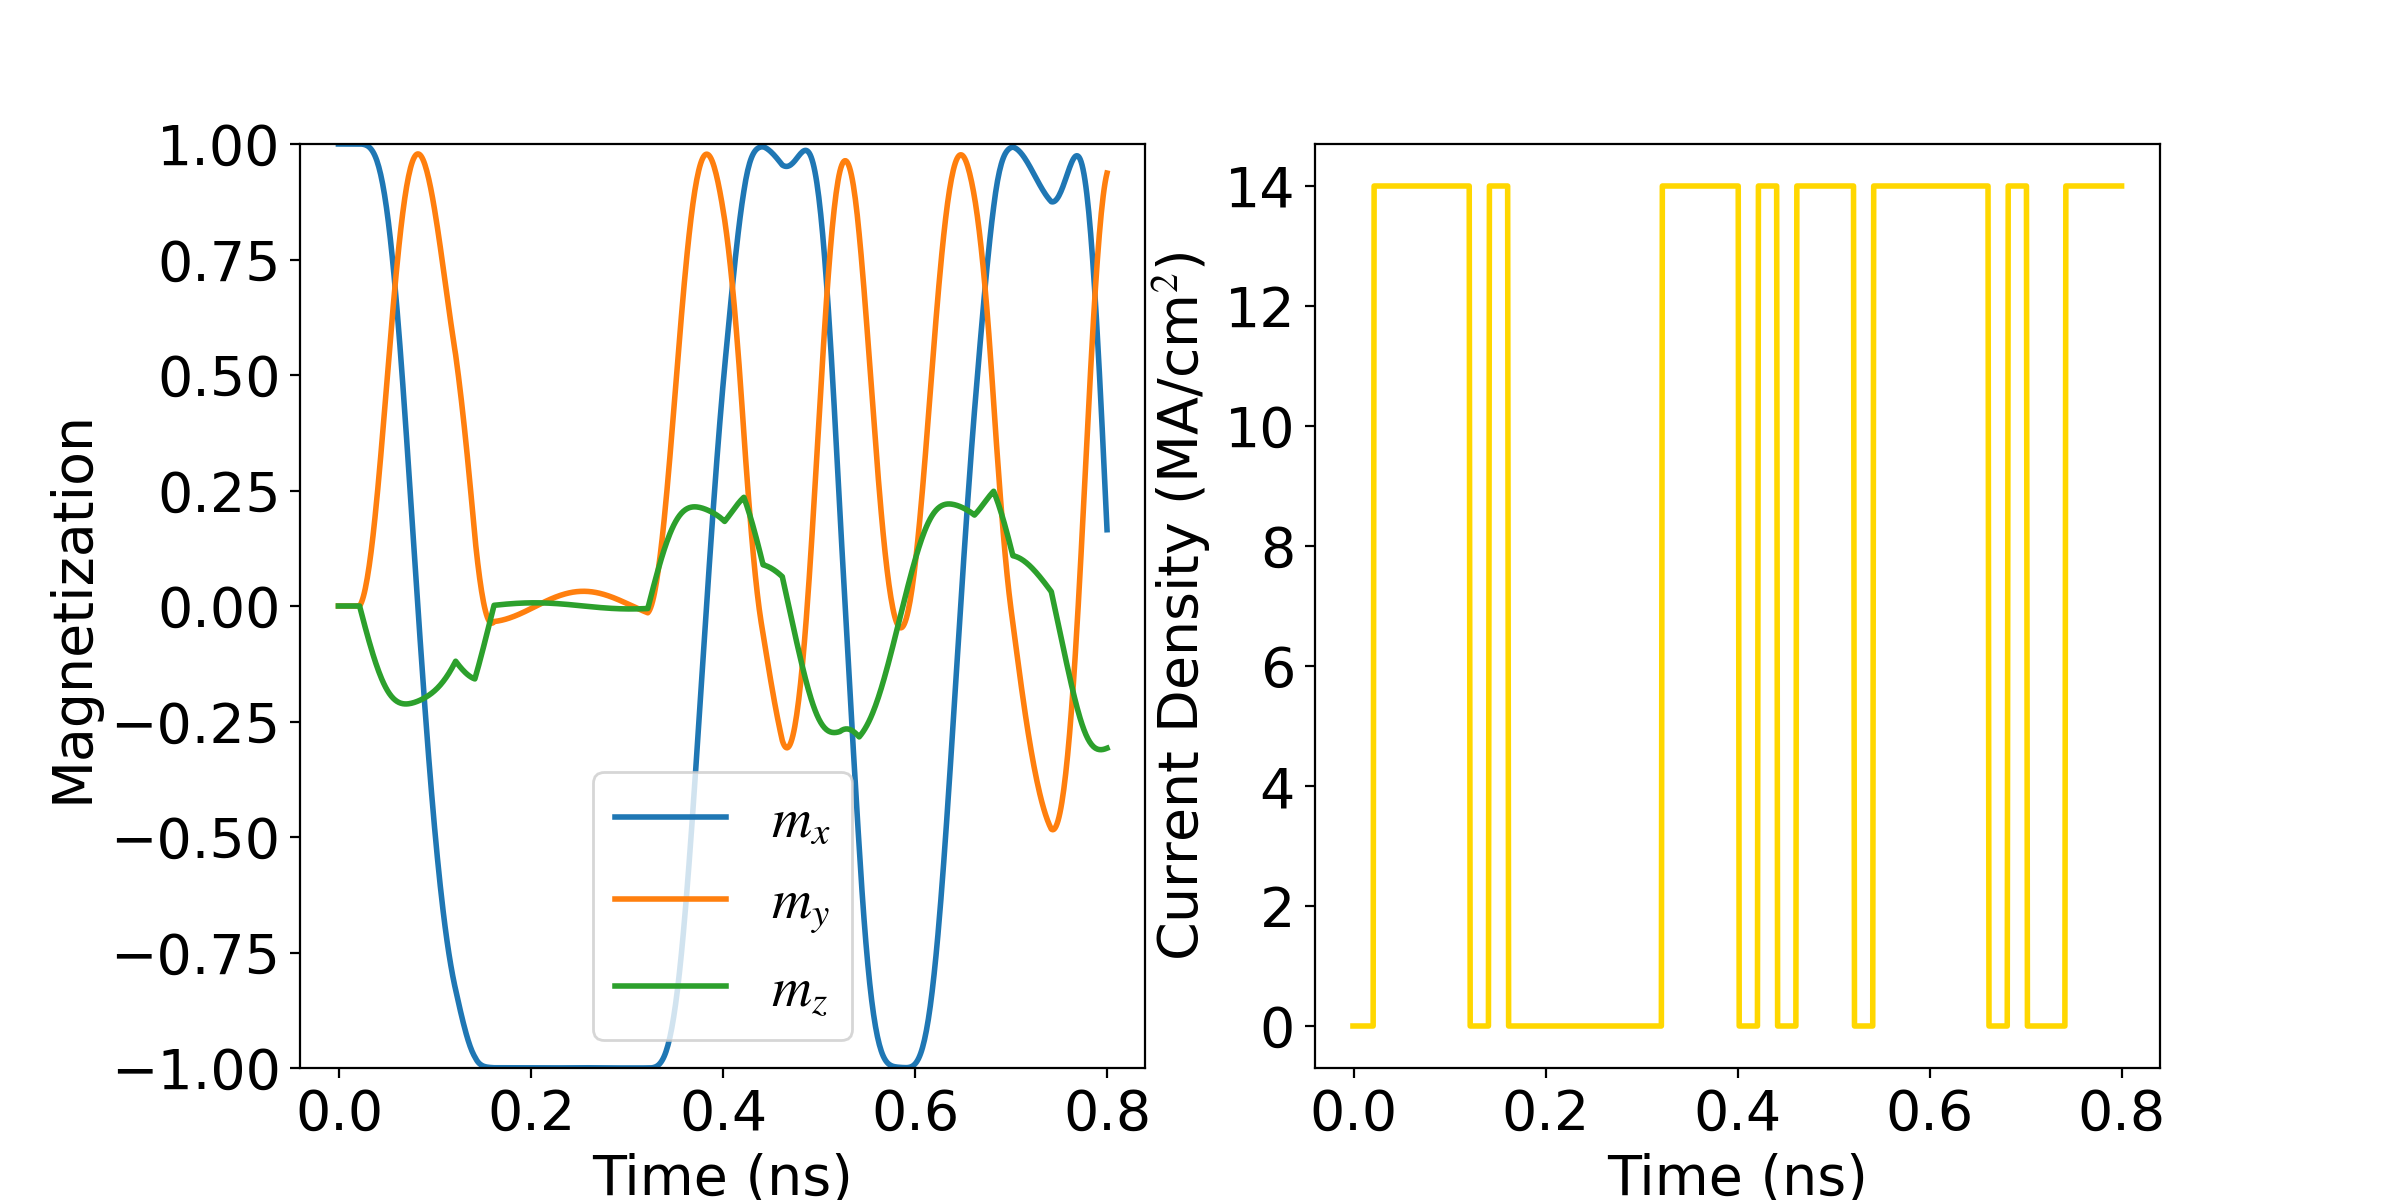 1.00
0.75
0.50
0.25
0.00
−0.25
−0.50
−0.75
−1.00
Magnetization
0.0 0.2 0.4 0.6 0.8
Time (ns)
m_x
m_y
m_z
14
12
10
8
6
4
2
0
Current Density (MA/cm²)
0.0 0.2 0.4 0.6 0.8
Time (ns)